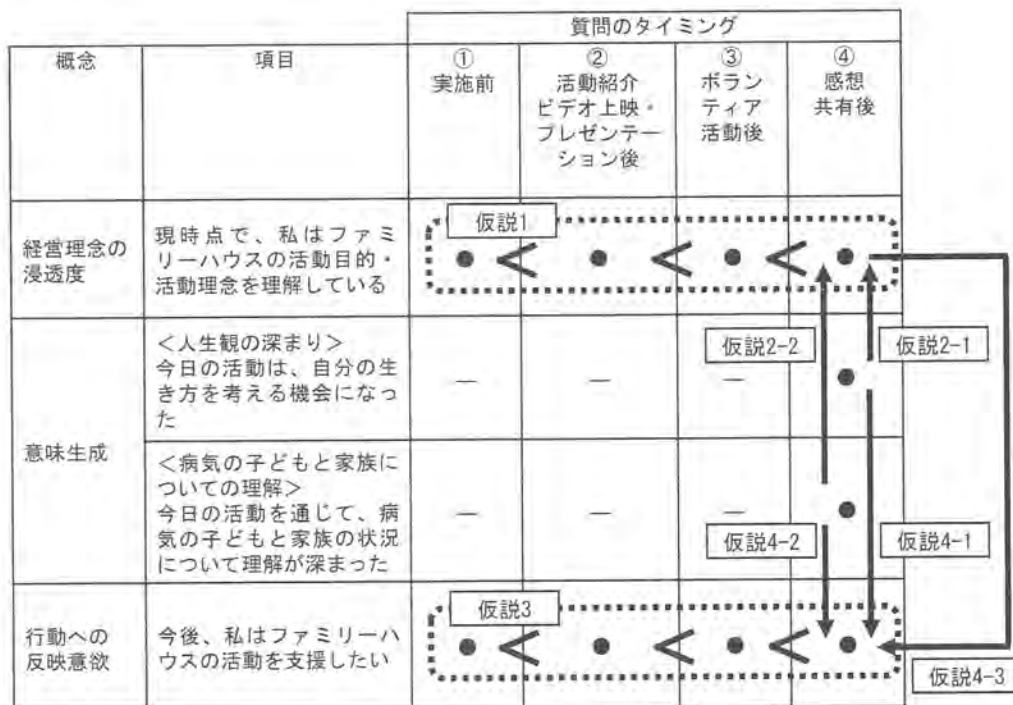 質問のタイミング
概念
項目
①
実施前
②
活動紹介
ビデオ上映・
プレゼンテー
ション後
③
ボラン
ティア
活動後
④
感想
共有後
経営理念の
浸透度
現時点で、私はファミ
リーハウスの活動目的・
活動理念を理解している
仮説1
● < ● < ● < ●
意味生成
<人生観の深まり>
今日の活動は、自分の生
き方を考える機会になっ
た
― ― ― ●
仮説2-2
仮説2-1
<病気の子どもと家族に
ついての理解>
今日の活動を通じて、病
気の子どもと家族の状況
について理解が深まった
― ― ― ●
仮説4-2
仮説4-1
行動への
反映意欲
今後、私はファミリーハ
ウスの活動を支援したい
仮説3
● < ● < ● < ●
仮説4-3